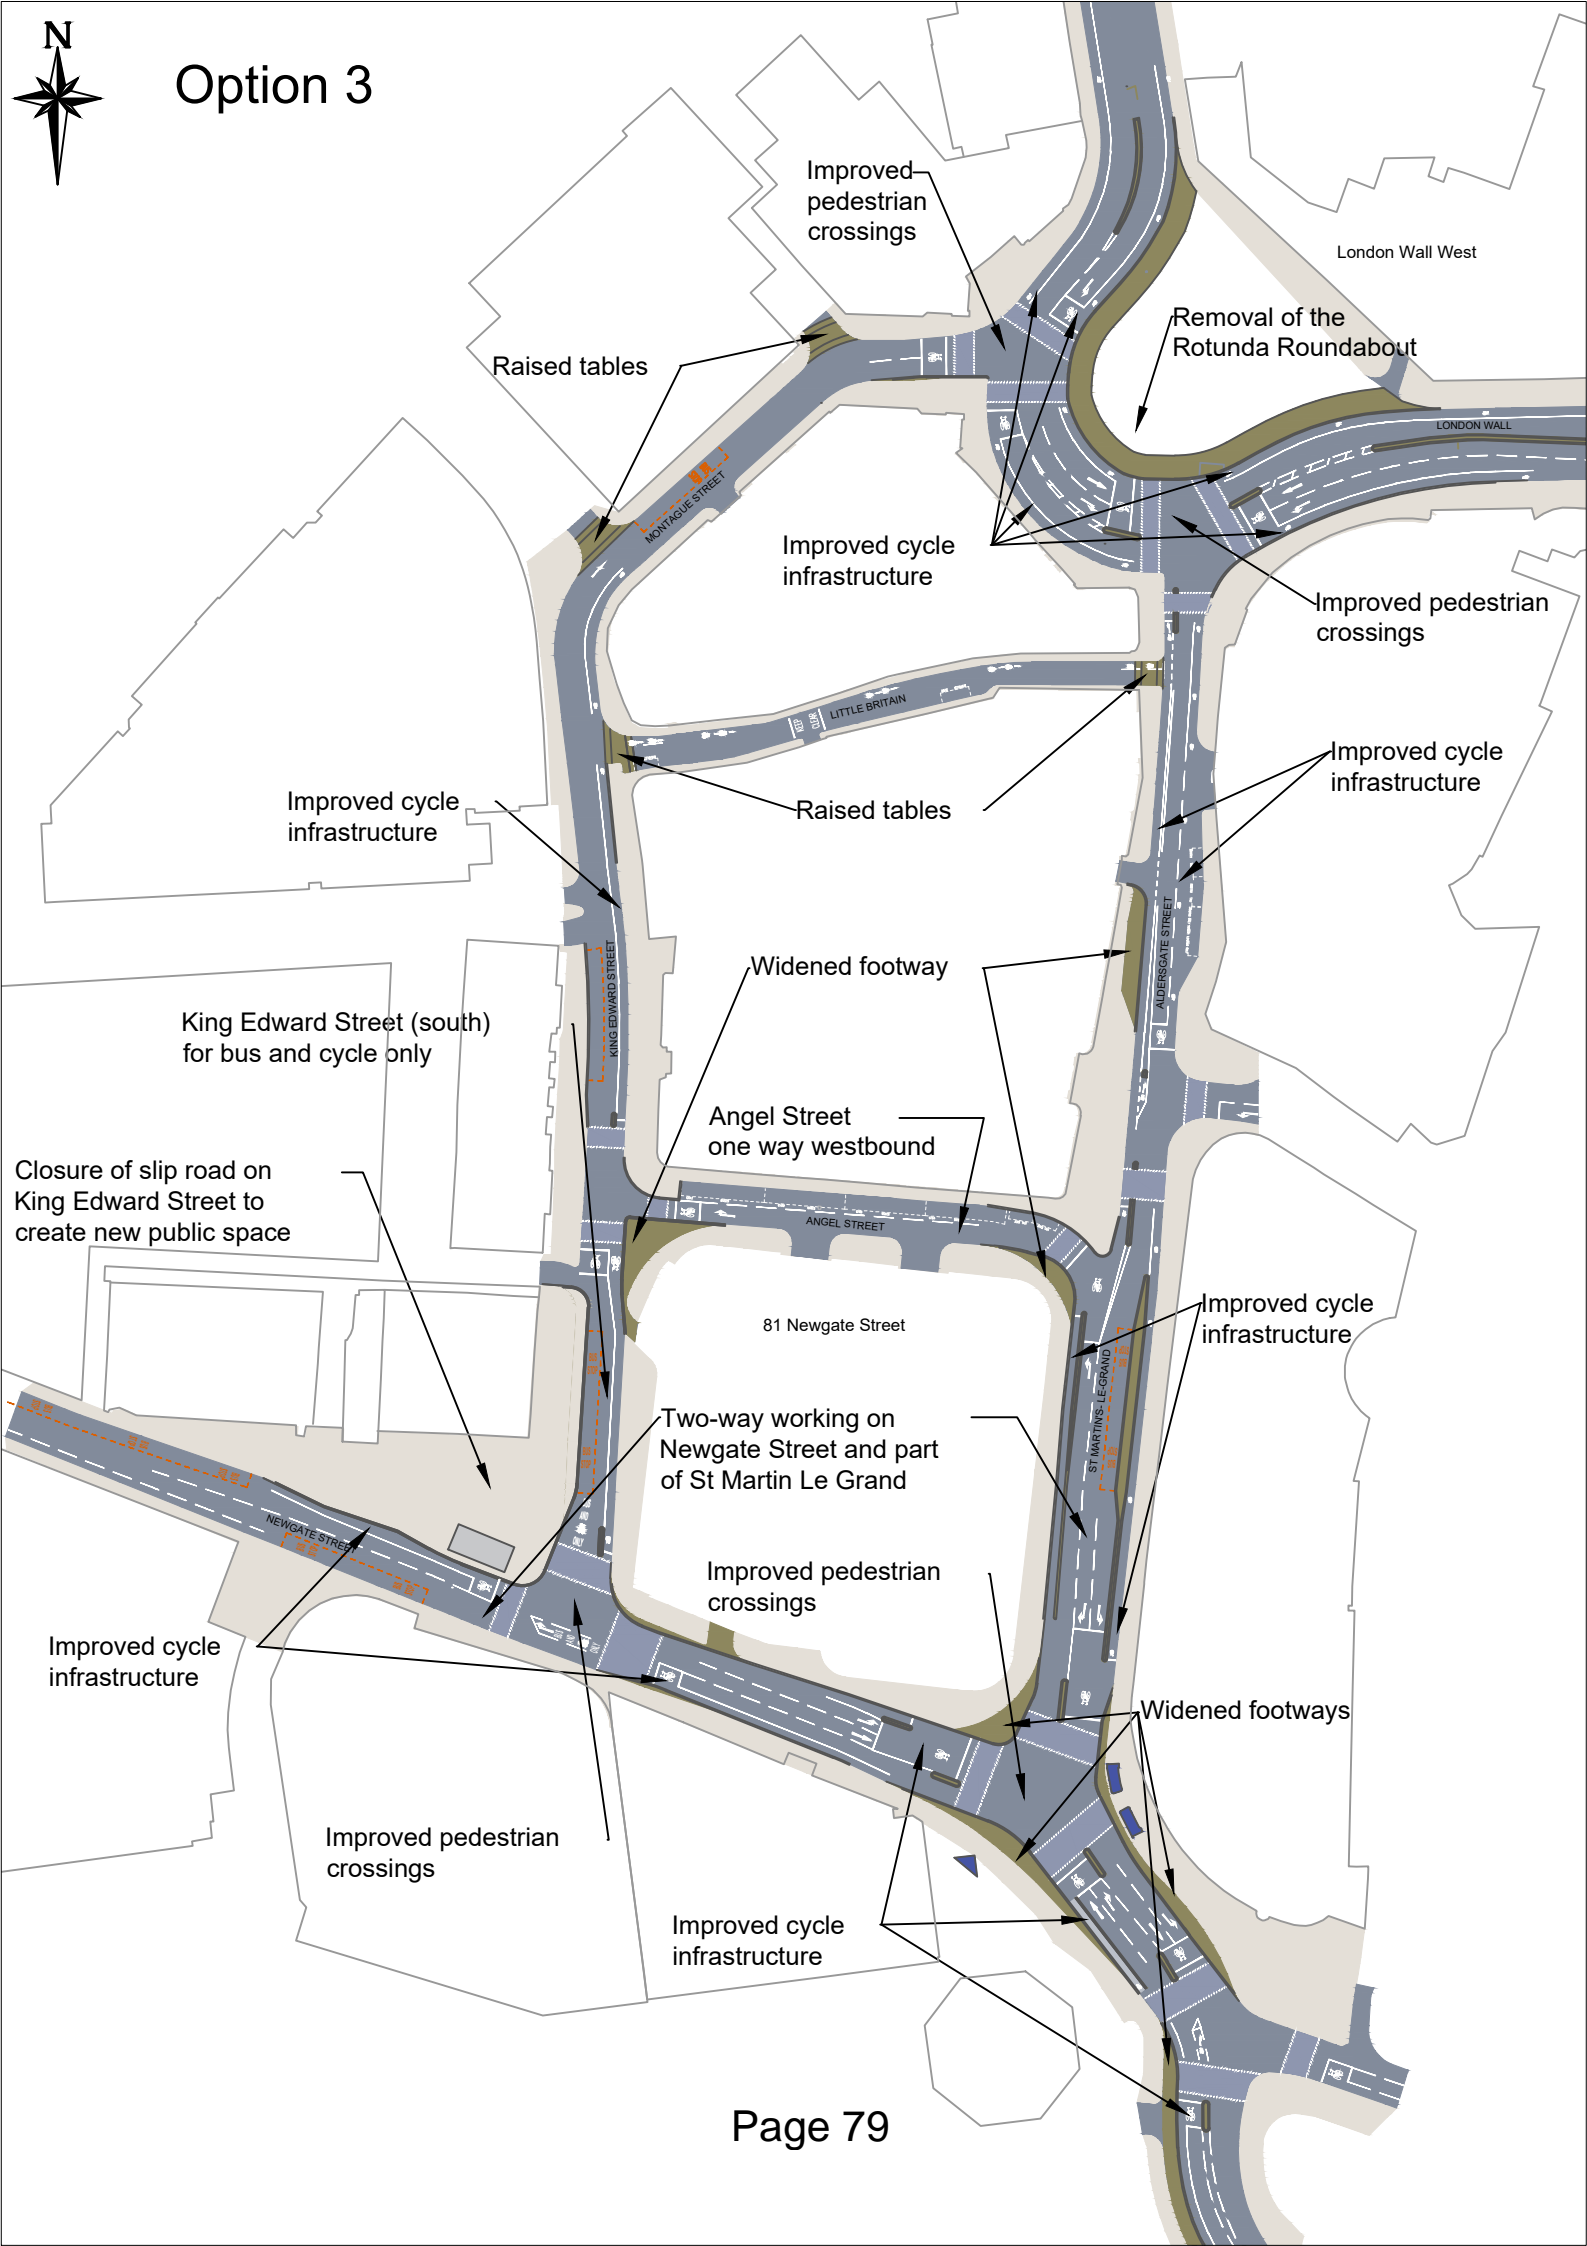 N
Option 3
Improved
pedestrian
crossings
London Wall West
Removal of the
Rotunda Roundabout
Raised tables
LONDON WALL
MONTAGUE STREET
Improved cycle
infrastructure
Improved pedestrian
crossings
LITTLE BRITAIN
KEEP
CLEAR
Improved cycle
infrastructure
Improved cycle
infrastructure
Raised tables
ALDERSGATE STREET
KING EDWARD STREET
Widened footway
King Edward Street (south)
for bus and cycle only
Angel Street
one way westbound
Closure of slip road on
King Edward Street to
create new public space
ANGEL STREET
81 Newgate Street
Improved cycle
infrastructure
ST MARTIN'S- LE-GRAND
Two-way working on
Newgate Street and part
of St Martin Le Grand
NEWGATE STREET
Improved pedestrian
crossings
Improved cycle
infrastructure
Widened footways
Improved pedestrian
crossings
Improved cycle
infrastructure
Page 79